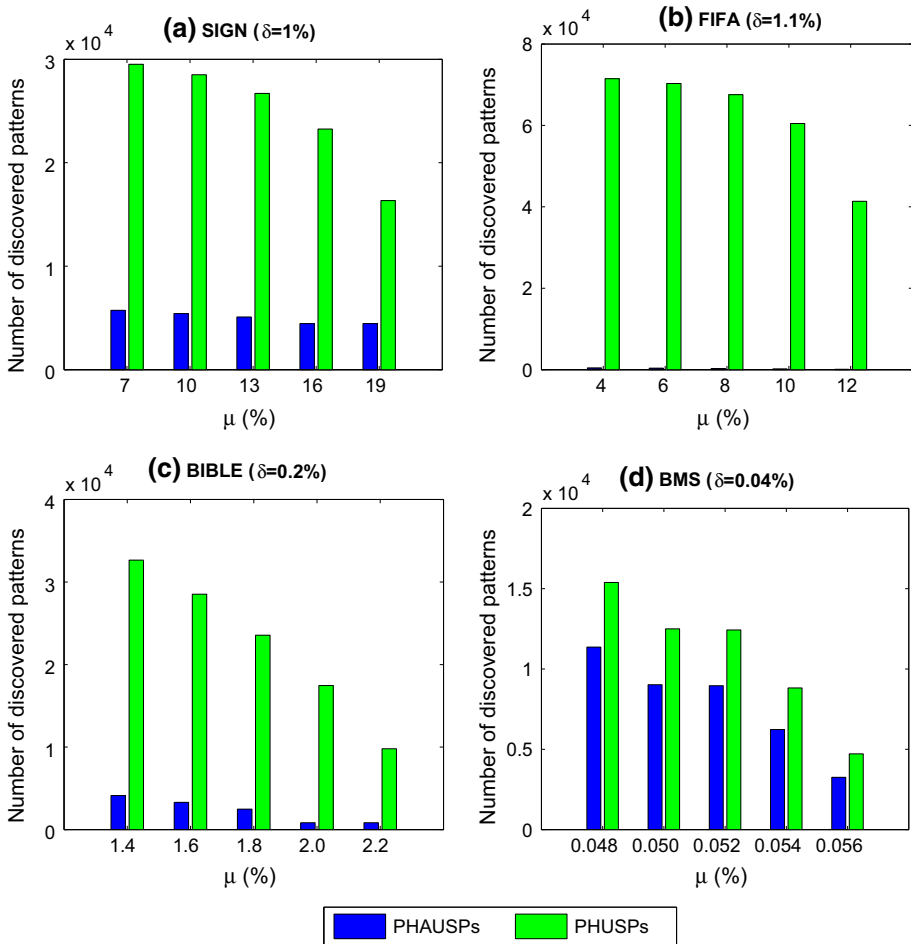 (a) SIGN (δ=1%)
x 10^4
Number of discovered patterns
3
2
1
0
7 10 13 16 19
μ (%)
(b) FIFA (δ=1.1%)
x 10^4
Number of discovered patterns
8
6
4
2
0
4 6 8 10 12
μ (%)
(c) BIBLE (δ=0.2%)
x 10^4
Number of discovered patterns
4
3
2
1
0
1.4 1.6 1.8 2.0 2.2
μ (%)
(d) BMS (δ=0.04%)
x 10^4
Number of discovered patterns
2
1.5
1
0.5
0
0.048 0.050 0.052 0.054 0.056
μ (%)
PHAUSPs PHUSPs